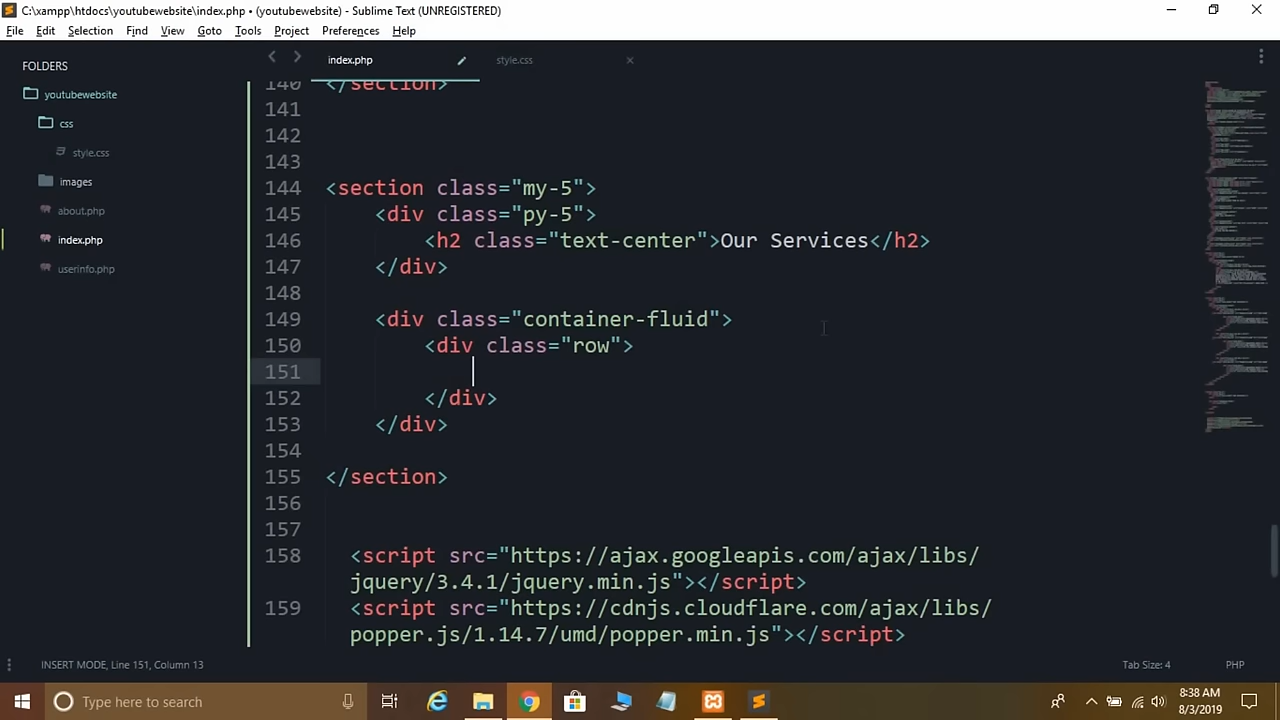 C:\xampp\htdocs\youtubewebsite\index.php • (youtubewebsite) - Sublime Text (UNREGISTERED)
File Edit Selection Find View Goto Tools Project Preferences Help
FOLDERS
youtubewebsite
css
style.css
images
about.php
index.php
userinfo.php
index.php style.css
140 </section>
141
142
143
144 <section class="my-5">
145 <div class="py-5">
146 <h2 class="text-center">Our Services</h2>
147 </div>
148
149 <div class="container-fluid">
150 <div class="row">
151
152 </div>
153 </div>
154
155 </section>
156
157
158 <script src="https://ajax.googleapis.com/ajax/libs/
jquery/3.4.1/jquery.min.js"></script>
159 <script src="https://cdnjs.cloudflare.com/ajax/libs/
popper.js/1.14.7/umd/popper.min.js"></script>
INSERT MODE, Line 151, Column 13 Tab Size: 4 PHP
Type here to search
8:38 AM
8/3/2019